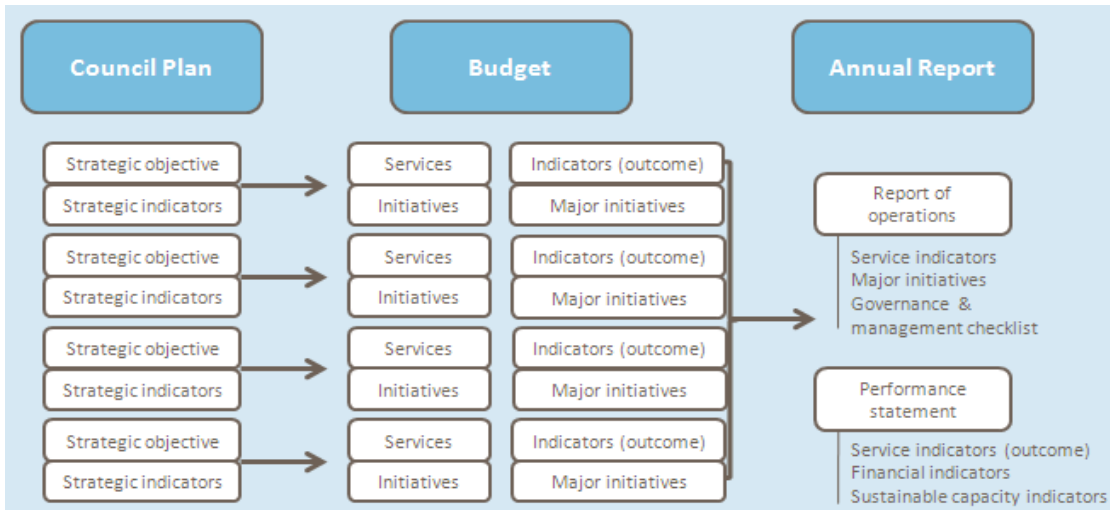 Council Plan
Budget
Annual Report
Strategic objective
Strategic indicators
Services
Initiatives
Indicators (outcome)
Major initiatives
Strategic objective
Strategic indicators
Services
Initiatives
Indicators (outcome)
Major initiatives
Strategic objective
Strategic indicators
Services
Initiatives
Indicators (outcome)
Major initiatives
Strategic objective
Strategic indicators
Services
Initiatives
Indicators (outcome)
Major initiatives
Report of
operations
Service indicators
Major initiatives
Governance &
management checklist
Performance
statement
Service indicators (outcome)
Financial indicators
Sustainable capacity indicators